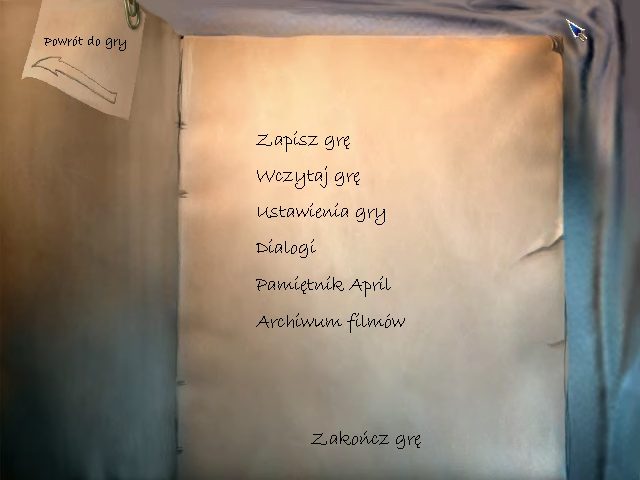 Powrót do gry
Zapisz grę
Wczytaj grę
Ustawienia gry
Dialogi
Pamiętnik April
Archiwum filmów
Zakończ grę